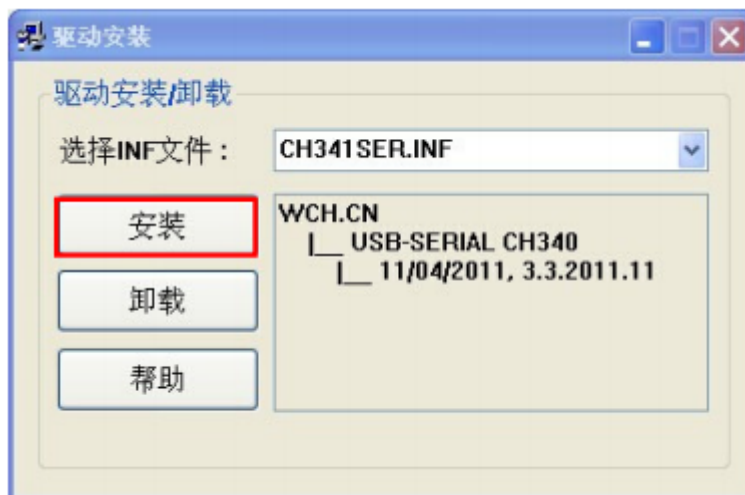 驱动安装
驱动安装/卸载
选择INF文件：
CH341SER.INF
安装
卸载
帮助
WCH.CN
|__ USB-SERIAL CH340
|__ 11/04/2011, 3.3.2011.11